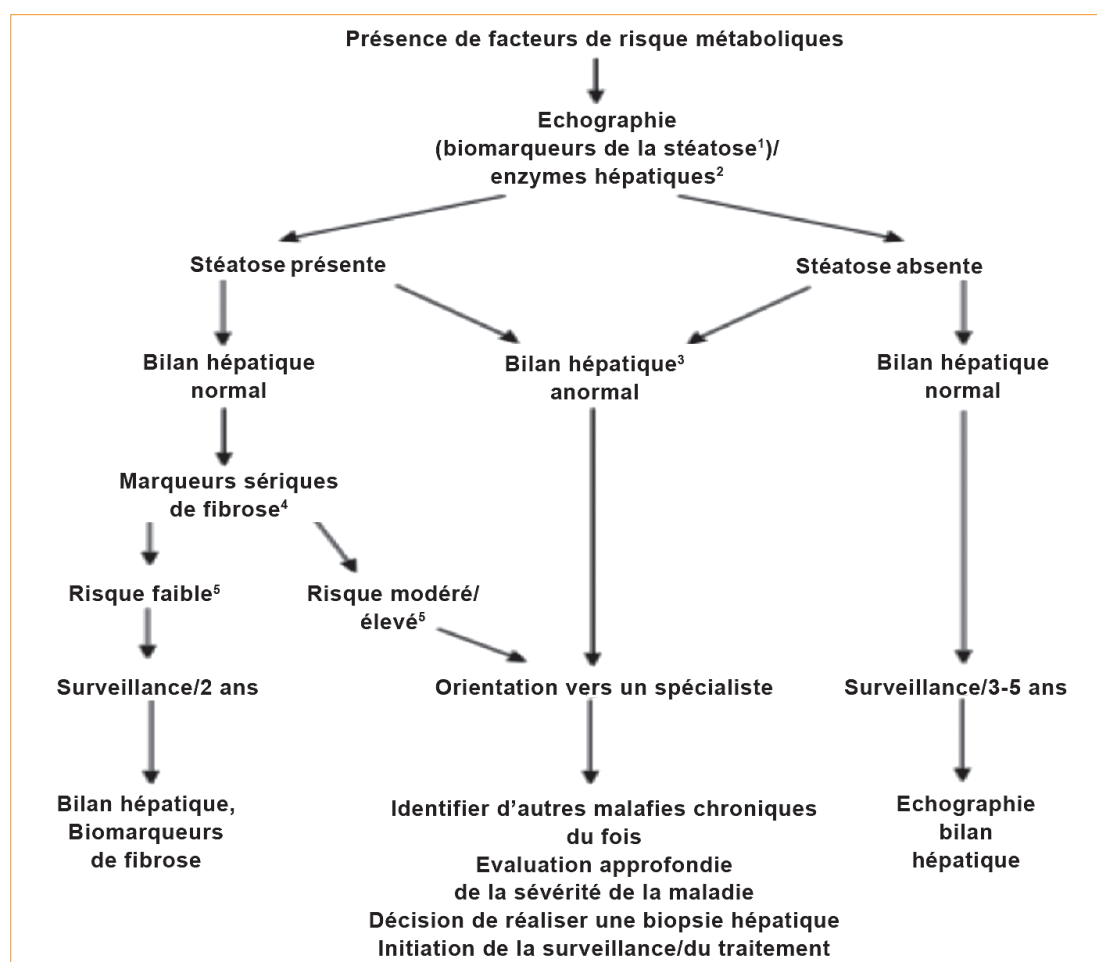 Présence de facteurs de risque métaboliques
Echographie
(biomarqueurs de la stéatose¹)/
enzymes hépatiques²
Stéatose présente
Stéatose absente
Bilan hépatique
normal
Bilan hépatique³
anormal
Bilan hépatique
normal
Marqueurs sériques
de fibrose⁴
Risque faible⁵
Risque modéré/
élevé⁵
Surveillance/2 ans
Orientation vers un spécialiste
Surveillance/3-5 ans
Bilan hépatique,
Biomarqueurs
de fibrose
Identifier d’autres malafies chroniques
du fois
Evaluation approfondie
de la sévérité de la maladie
Décision de réaliser une biopsie hépatique
Initiation de la surveillance/du traitement
Echographie
bilan
hépatique